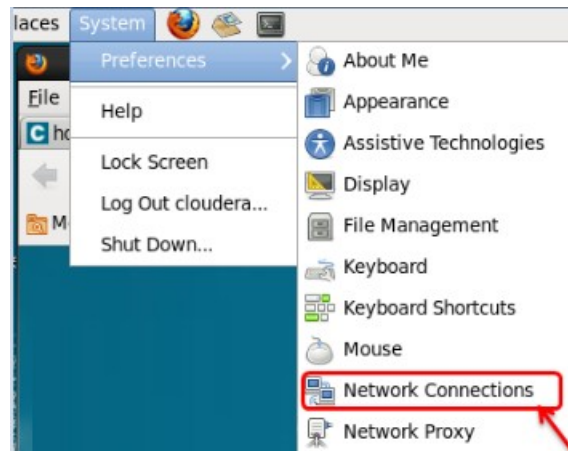 laces System
Preferences
File
Help
C ho
Lock Screen
Log Out cloudera...
M
Shut Down...
About Me
Appearance
Assistive Technologies
Display
File Management
Keyboard
Keyboard Shortcuts
Mouse
Network Connections
Network Proxy